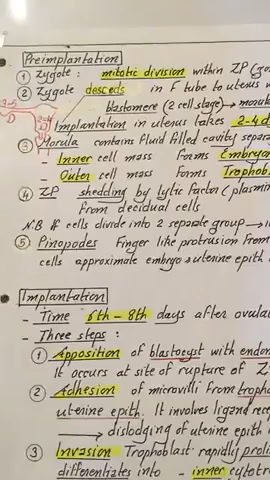 Preimplantation
① Zygote: mitotic division within ZP
② Zygote desceds in F tube to uterus
blastomere (2 cell stage) →
Implantation in uterus takes 2-4 d
③ Morula contains fluid filled cavity separ
- Inner cell mass Forms Embryo
- Outer cell mass Forms Trophob
④ ZP shedding by lytic Factor (plasmin
From decidual cells
N.B If cells divide into 2 separate group →
⑤ Pinopodes Finger like protrusion From
cells approximate embryo & uterine epith
Implantation
- Time 6th - 8th days after ovula
- Three steps :
① Apposition of blastocyst with endo
It occurs at site of rupture of Z
② Adhesion of microvilli from troph
uterine epith. It involves ligand rece
→ dislodging of uterine epith
③ Invasion Trophoblast rapidly proli
differentiates into - inner cytotr